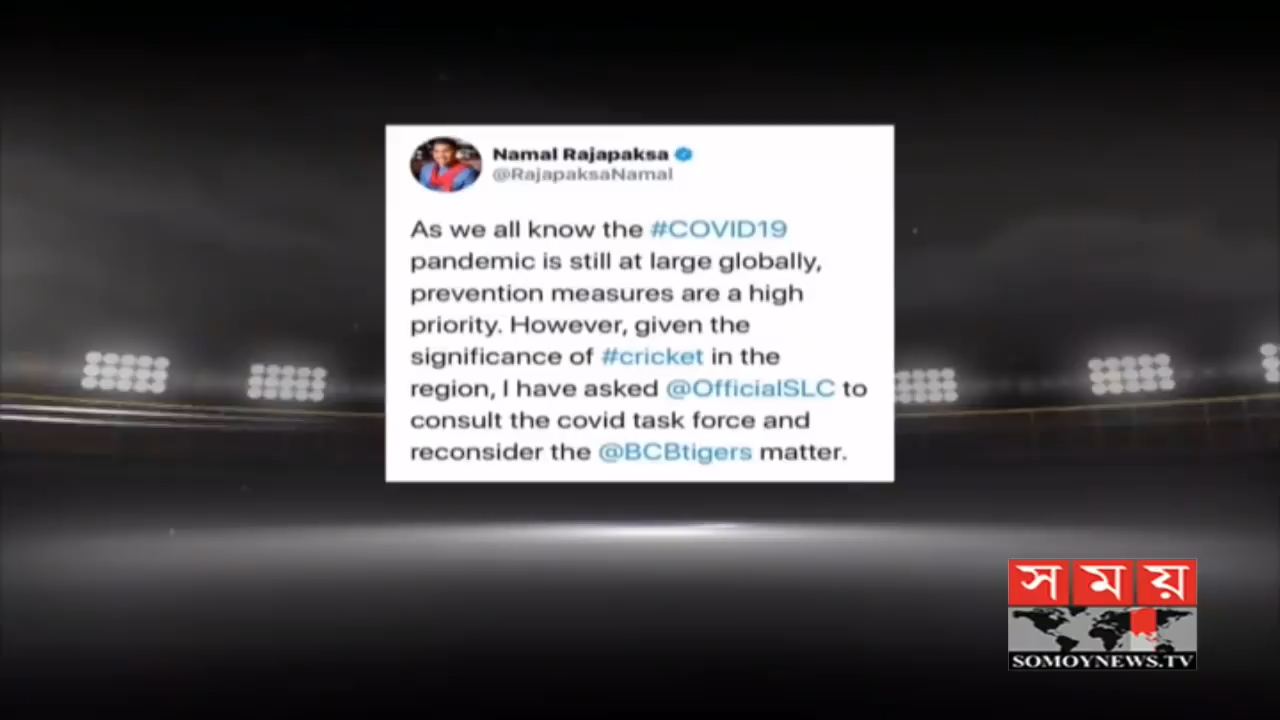 Namal Rajapaksa
@RajapaksaNamal
As we all know the #COVID19
pandemic is still at large globally,
prevention measures are a high
priority. However, given the
significance of #cricket in the
region, I have asked @OfficialSLC to
consult the covid task force and
reconsider the @BCBtigers matter.
সময়
SOMOYNEWS.TV